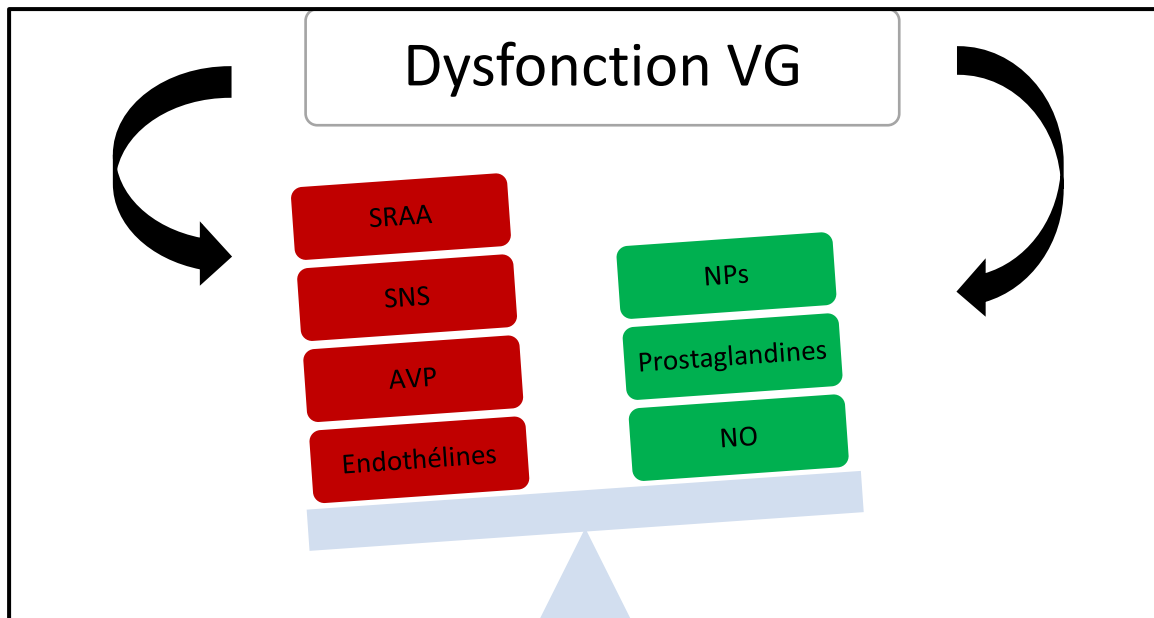 Dysfonction VG
SRAA
SNS
AVP
Endothélines
NPs
Prostaglandines
NO